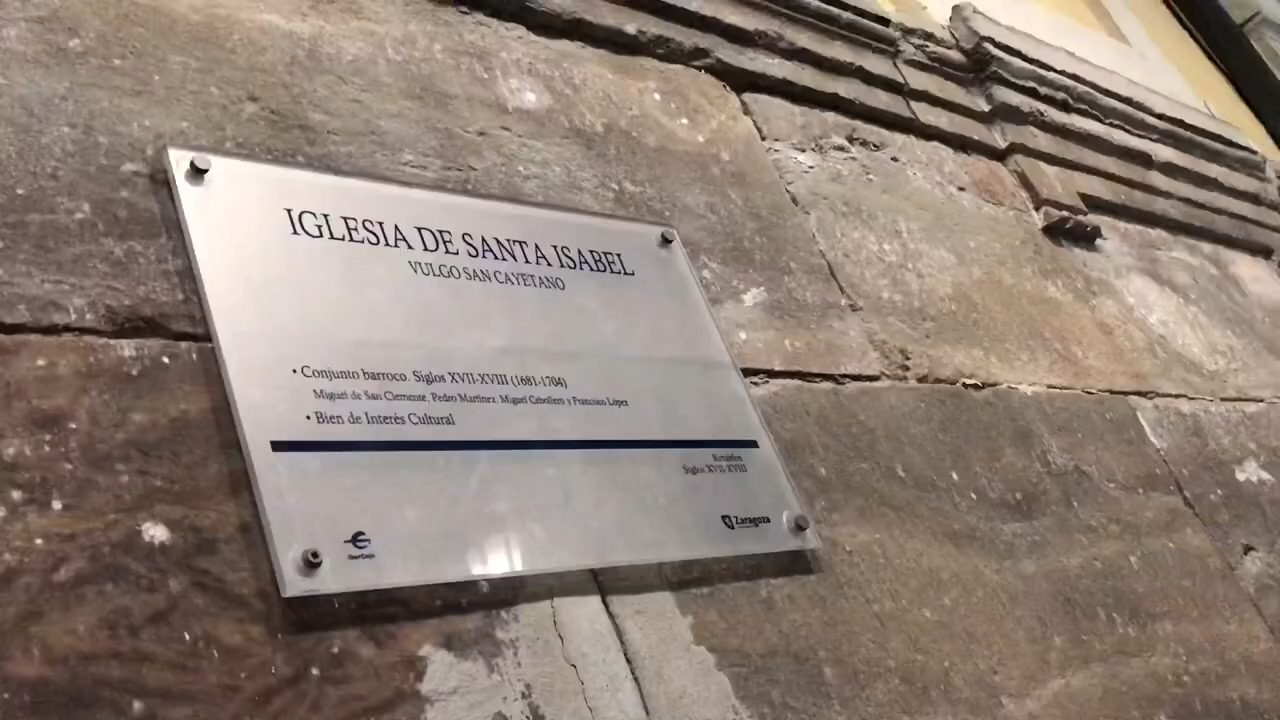 IGLESIA DE SANTA ISABEL
VULGO SAN CAYETANO
• Conjunto barroco. Siglos XVII-XVIII (1681-1704)
Miguel de San Clemente, Pedro Martínez, Miguel Cebollero y Francisco López
• Bien de Interés Cultural
Retablos
Siglos XVII-XVIII
iberCaja
Zaragoza